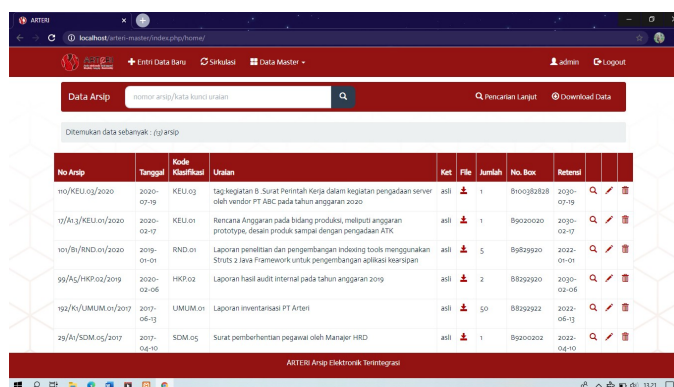 ARTERI
localhost/arteri-master/index.php/home/
Entri Data Baru Sirkulasi Data Master admin Logout
Data Arsip nomor arsip/kata kunci uraian Pencarian Lanjut Download Data
Ditemukan data sebanyak : (9) arsip
No Arsip Tanggal Kode Klasifikasi Uraian Ket File Jumlah No. Box Retensi
110/KEU.03/2020 2020-07-19 KEU.03 tag:kegiatan B .Surat Perintah Kerja dalam kegiatan pengadaan server oleh vendor PT ABC pada tahun anggaran 2020 asli 1 B100382828 2030-07-19
17/A1.3/KEU.01/2020 2020-02-17 KEU.01 Rencana Anggaran pada bidang produksi, meliputi anggaran prototype, desain produk sampai dengan pengadaan ATK asli 1 B9020020 2030-02-17
101/B1/RND.01/2020 2019-01-01 RND.01 Laporan penelitian dan pengembangan indexing tools menggunakan Struts 2 Java Framework untuk pengembangan aplikasi kearsipan asli 5 B9829920 2022-01-01
99/A5/HKP.02/2019 2020-02-06 HKP.02 Laporan hasil audit internal pada tahun anggaran 2019 asli 2 B8292920 2030-02-06
192/K1/UMUM.01/2017 2017-06-13 UMUM.01 Laporan inventarisasi PT Arteri asli 50 B8292922 2022-06-13
29/A1/SDM.05/2017 2017-04-10 SDM.05 Surat pemberhentian pegawai oleh Manajer HRD asli 1 B9200202 2022-04-10
ARTERI Arsip Elektronik Terintegrasi
13.21